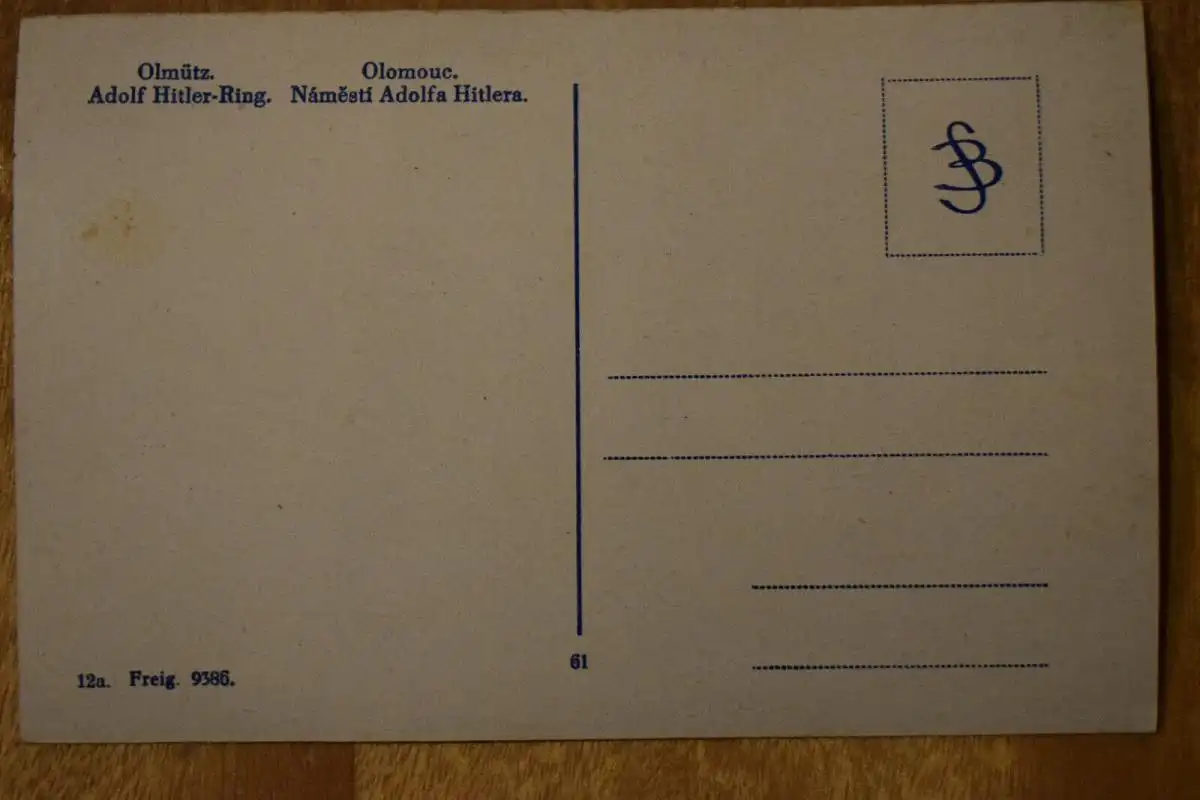 Olmütz. Olomouc.
Adolf Hitler-Ring. Náměstí Adolfa Hitlera.
12a. Freig. 9386.
61